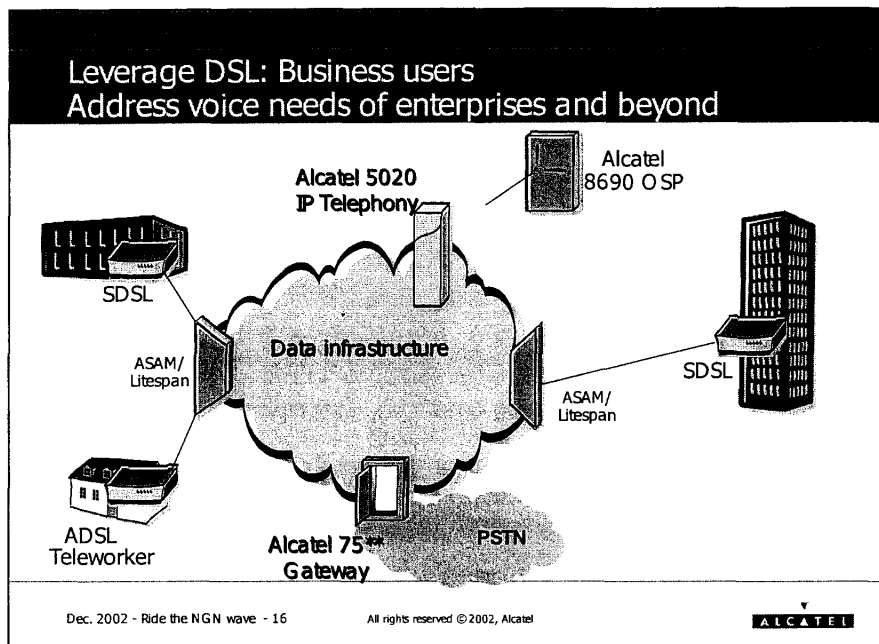 Leverage DSL: Business users
Address voice needs of enterprises and beyond
Alcatel 5020
IP Telephony
Alcatel
8690 OSP
SDSL
Data infrastructure
ASAM/
Litespan
SDSL
ASAM/
Litespan
ADSL
Teleworker
Alcatel 75**
Gateway
PSTN
Dec. 2002 - Ride the NGN wave - 16
All rights reserved © 2002, Alcatel
ALCATEL